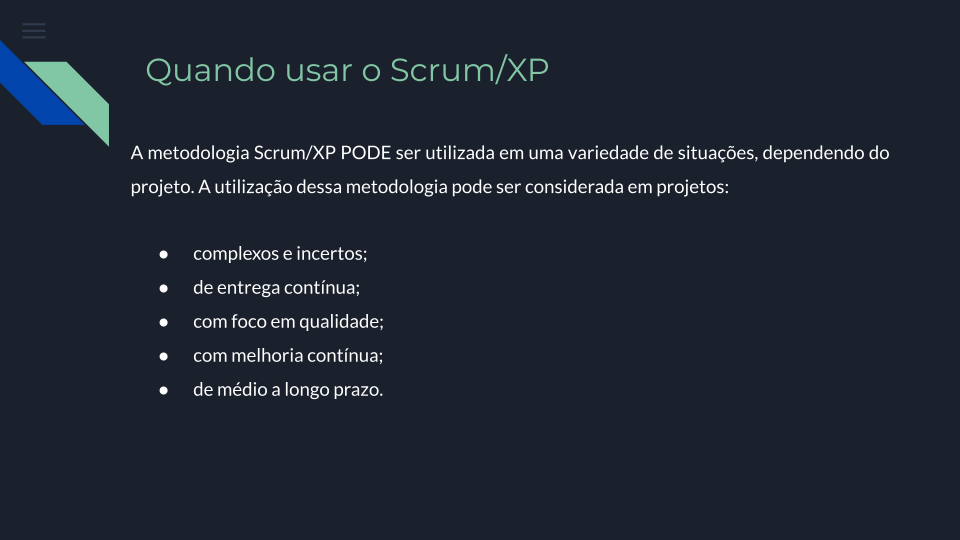 Quando usar o Scrum/XP
A metodologia Scrum/XP PODE ser utilizada em uma variedade de situações, dependendo do
projeto. A utilização dessa metodologia pode ser considerada em projetos:
● complexos e incertos;
● de entrega contínua;
● com foco em qualidade;
● com melhoria contínua;
● de médio a longo prazo.